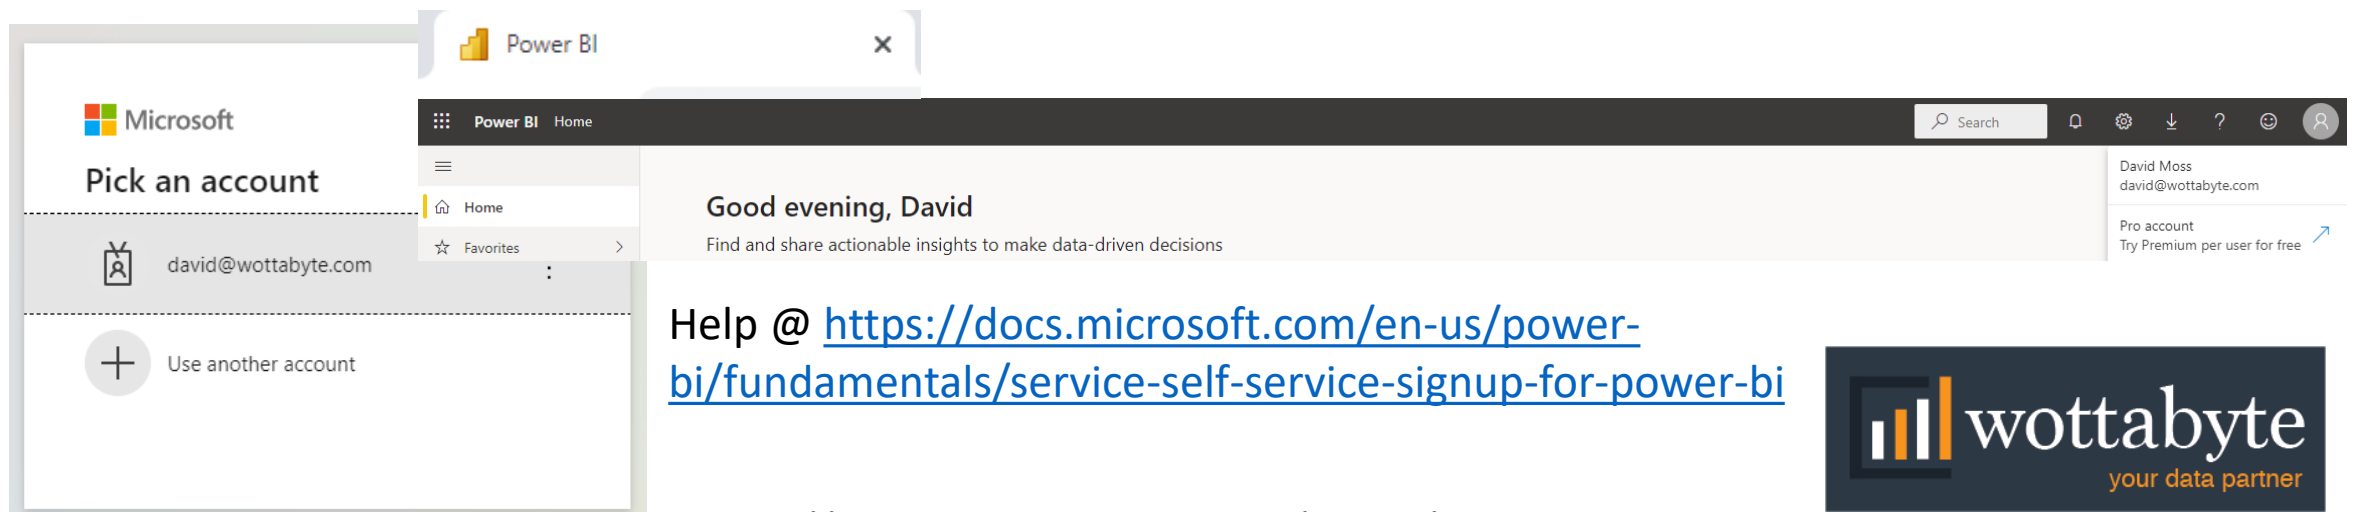 Power BI
Microsoft
Pick an account
david@wottabyte.com
Use another account
Power BI Home
Search
David Moss
david@wottabyte.com
Pro account
Try Premium per user for free
Home
Favorites
Good evening, David
Find and share actionable insights to make data-driven decisions
Help @ https://docs.microsoft.com/en-us/power-
bi/fundamentals/service-self-service-signup-for-power-bi
wottabyte
your data partner